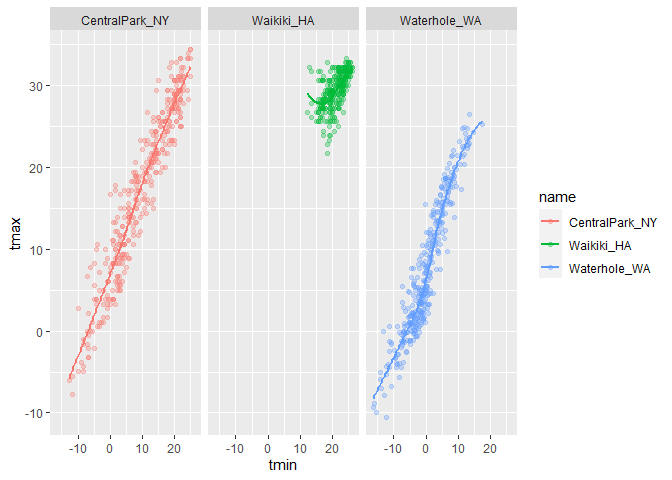 CentralPark_NY Waikiki_HA Waterhole_WA
30
20
10
0
-10
tmax
-10 0 10 20 -10 0 10 20 -10 0 10 20
tmin
name
CentralPark_NY
Waikiki_HA
Waterhole_WA